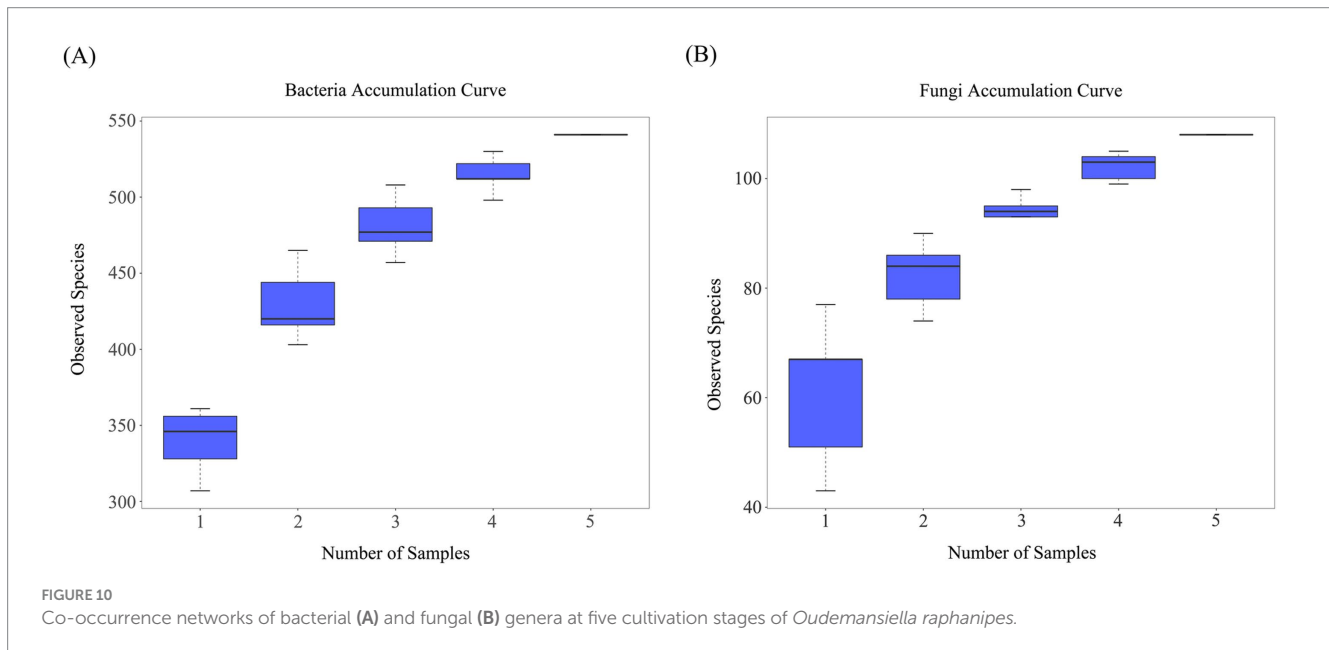 (A)
Bacteria Accumulation Curve
550
500
450
400
350
300
Observed Species
1 2 3 4 5
Number of Samples
(B)
Fungi Accumulation Curve
100
80
60
40
Observed Species
1 2 3 4 5
Number of Samples
FIGURE 10
Co-occurrence networks of bacterial (A) and fungal (B) genera at five cultivation stages of Oudemansiella raphanipes.